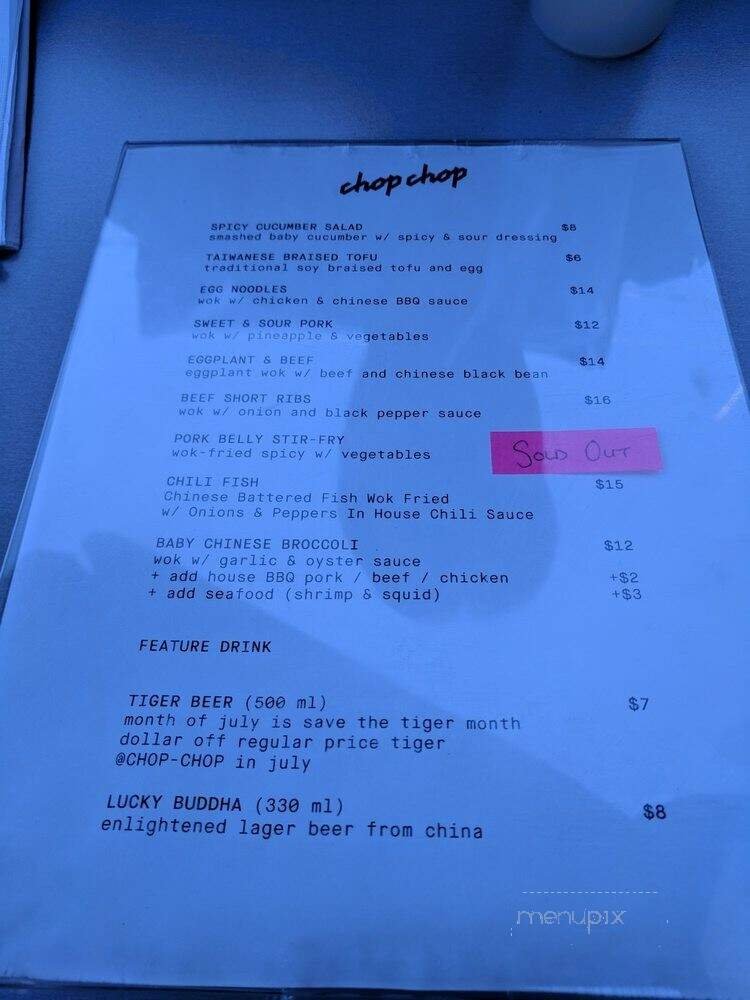 chop chop
SPICY CUCUMBER SALAD $8
smashed baby cucumber w/ spicy & sour dressing
TAIWANESE BRAISED TOFU $6
traditional soy braised tofu and egg
EGG NOODLES $14
wok w/ chicken & chinese BBQ sauce
SWEET & SOUR PORK $12
wok w/ pineapple & vegetables
EGGPLANT & BEEF $14
eggplant wok w/ beef and chinese black bean
BEEF SHORT RIBS $16
wok w/ onion and black pepper sauce
PORK BELLY STIR-FRY
wok-fried spicy w/ vegetables
SOLD OUT
CHILI FISH $15
Chinese Battered Fish Wok Fried
w/ Onions & Peppers In House Chili Sauce
BABY CHINESE BROCCOLI $12
wok w/ garlic & oyster sauce
+ add house BBQ pork / beef / chicken +$2
+ add seafood (shrimp & squid) +$3
FEATURE DRINK
TIGER BEER (500 ml) $7
month of july is save the tiger month
dollar off regular price tiger
@CHOP-CHOP in july
LUCKY BUDDHA (330 ml) $8
enlightened lager beer from china
menupix